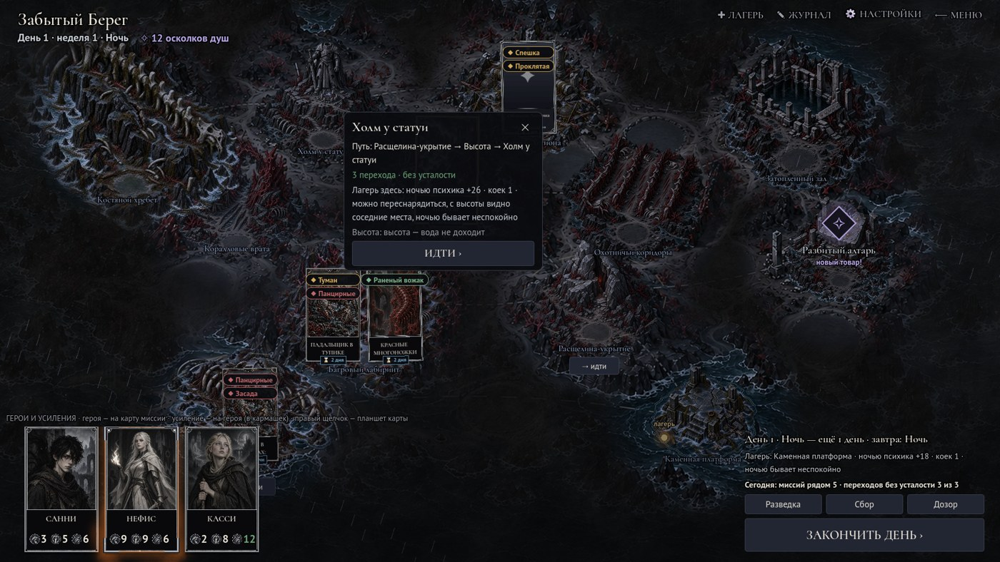 Забытый Берег
День 1 · неделя 1 · Ночь
12 осколков душ
ЛАГЕРЬ
ЖУРНАЛ
НАСТРОЙКИ
МЕНЮ
Спешка
Проклятая
Холм у статуи
Путь: Расщелина-укрытие → Высота → Холм у
статуи
3 перехода · без усталости
Лагерь здесь: ночью психика +26 · коек 1 ·
можно переснарядиться, с высоты видно
соседние места, ночью бывает неспокойно
Высота: высота — вода не доходит
ИДТИ ›
Холм у стату
Костяной хребет
Коралловые врата
Затопленный зал
Охотничьи коридоры
Разбитый алтарь
новый товар!
Туман
Панцирные
ПАДАЛЬЩИК В
ТУПИКЕ
2 дня
Раненый вожак
КРАСНЫЕ
МНОГОНОЖКИ
2 дня
Багровый лабиринт
Расщелина-укрытие
→ идти
Панцирные
Засада
лагерь
Каменная платформа
ГЕРОИ И УСИЛЕНИЯ · героя — на карту миссии · усиление — на героя (в кармашек) · правый щелчок — планшет карты
САННИ
3 5 6
НЕФИС
9 9 6
КАССИ
2 8 12
День 1 · Ночь — ещё 1 день · завтра: Ночь
Лагерь: Каменная платформа · ночью психика +18 · коек 1 ·
ночью бывает неспокойно
Сегодня: миссий рядом 5 · переходов без усталости 3 из 3
Разведка
Сбор
Дозор
ЗАКОНЧИТЬ ДЕНЬ ›